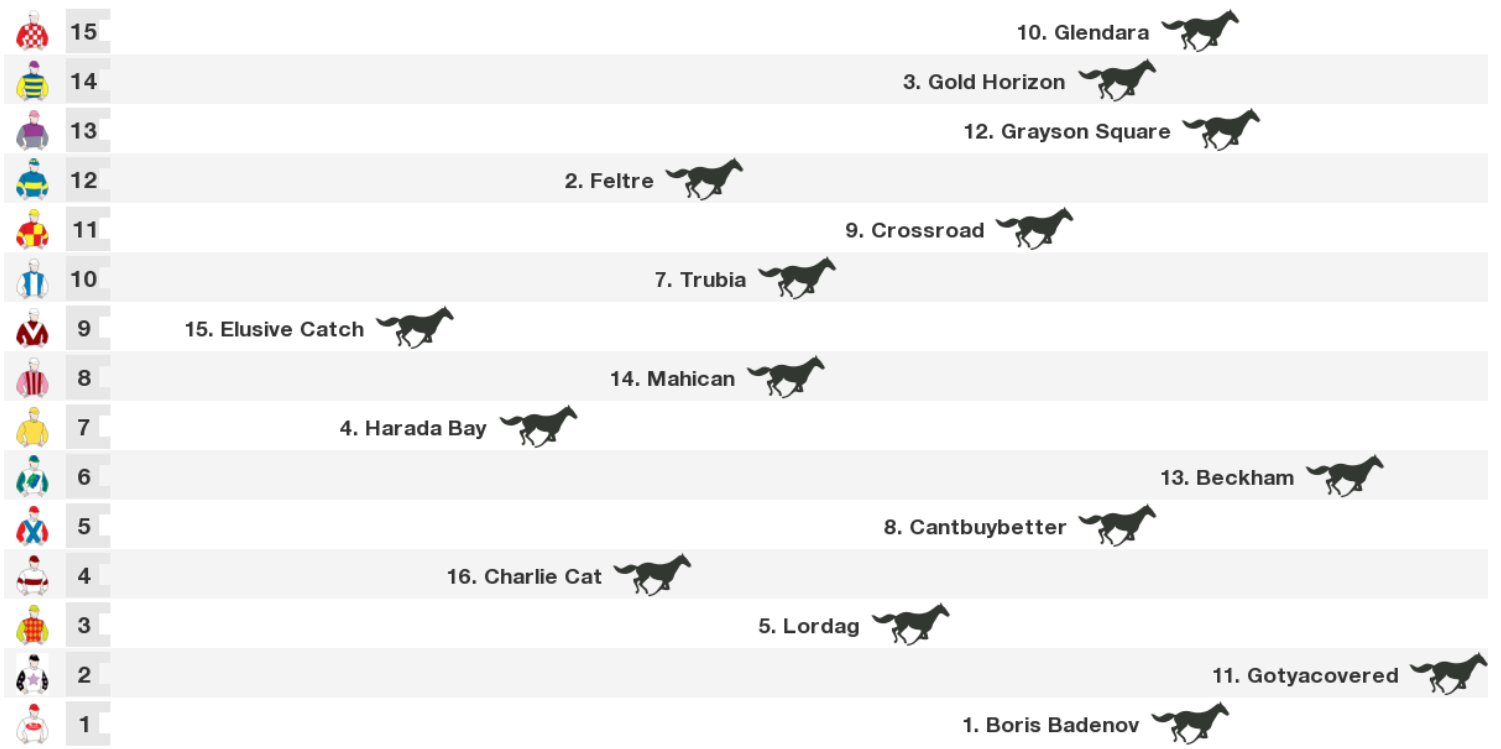 15 10. Glendara
14 3. Gold Horizon
13 12. Grayson Square
12 2. Feltre
11 9. Crossroad
10 7. Trubia
9 15. Elusive Catch
8 14. Mahican
7 4. Harada Bay
6 13. Beckham
5 8. Cantbuybetter
4 16. Charlie Cat
3 5. Lordag
2 11. Gotyacovered
1 1. Boris Badenov